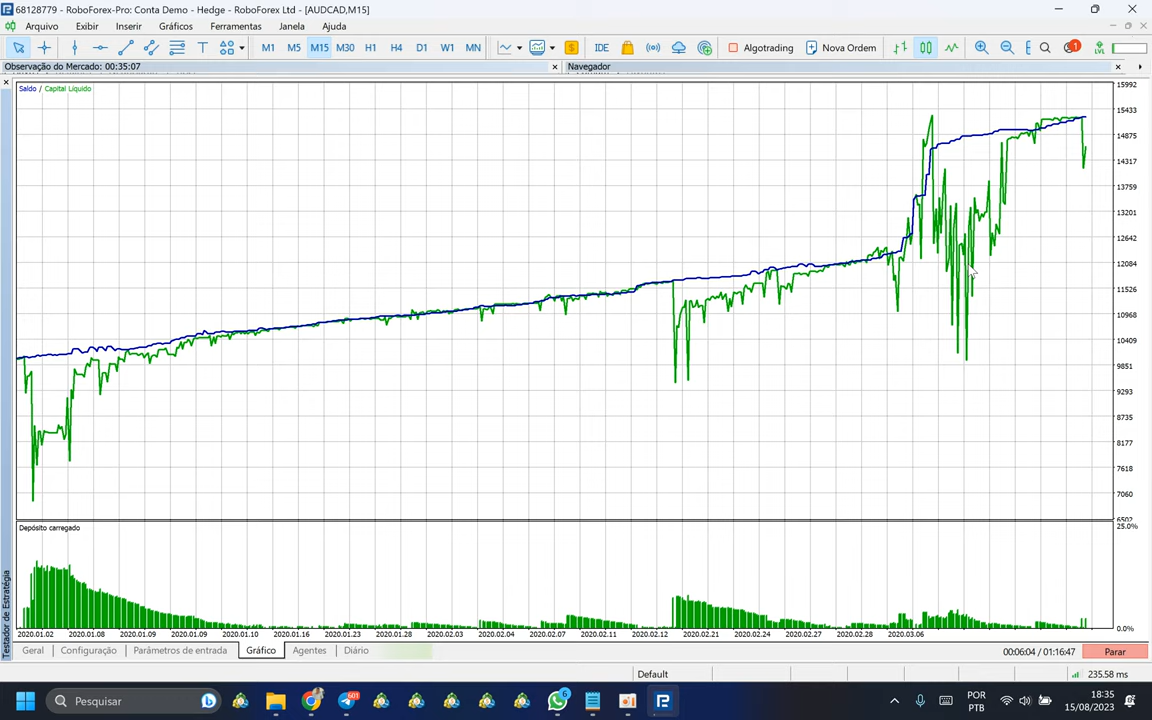 68128779 - RoboForex-Pro: Conta Demo - Hedge - RoboForex Ltd - [AUDCAD,M15]
Arquivo Exibir Inserir Gráficos Ferramentas Janela Ajuda
M1 M5 M15 M30 H1 H4 D1 W1 MN IDE Algotrading Nova Ordem 1 LVL
Observação do Mercado: 00:35:07 Navegador
Saldo / Capital Líquido
15992
15433
14875
14317
13759
13201
12642
12084
11526
10968
10409
9851
9293
8735
8177
7618
7060
6502
Depósito carregado
25.0%
0.0%
2020.01.02 2020.01.08 2020.01.09 2020.01.09 2020.01.10 2020.01.16 2020.01.23 2020.01.28 2020.02.03 2020.02.04 2020.02.07 2020.02.11 2020.02.12 2020.02.21 2020.02.24 2020.02.27 2020.02.28 2020.03.06
Testador de Estratégia
Geral Configuração Parâmetros de entrada Gráfico Agentes Diário 00:06:04 / 01:16:47 Parar
Default 235.58 ms
Pesquisar 601 6 POR PTB 18:35 15/08/2023